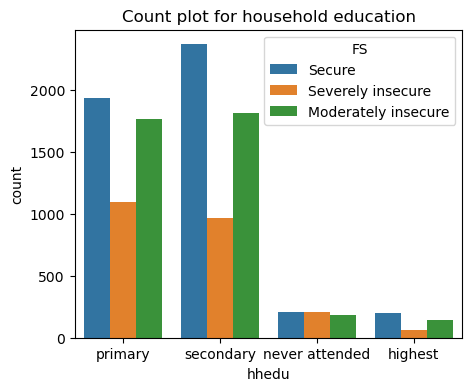 Count plot for household education
FS
Secure
Severely insecure
Moderately insecure
count
2000
1500
1000
500
0
primary
secondary
never attended
highest
hhedu